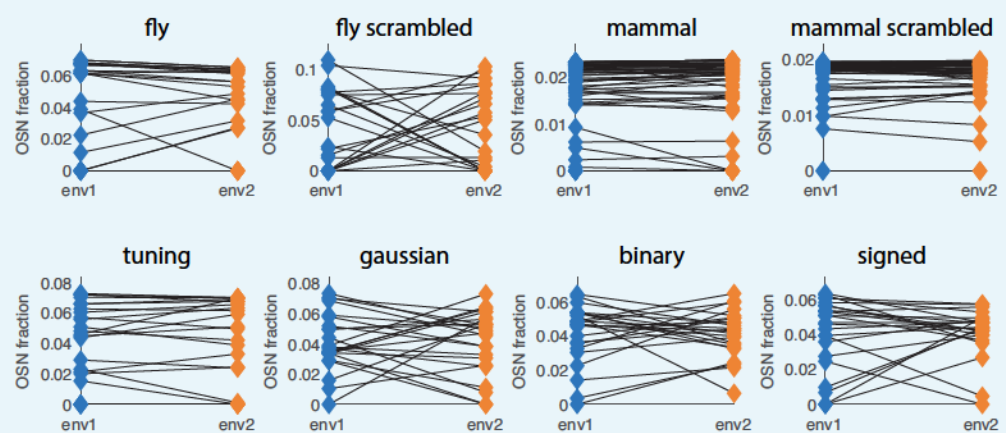 fly
fly scrambled
mammal
mammal scrambled
OSN fraction
0.06
0.04
0.02
0
env1
env2
OSN fraction
0.1
0.05
0
env1
env2
OSN fraction
0.02
0.01
0
env1
env2
OSN fraction
0.02
0.01
0
env1
env2
tuning
gaussian
binary
signed
OSN fraction
0.08
0.06
0.04
0.02
0
env1
env2
OSN fraction
0.08
0.06
0.04
0.02
0
env1
env2
OSN fraction
0.06
0.04
0.02
0
env1
env2
OSN fraction
0.06
0.04
0.02
0
env1
env2